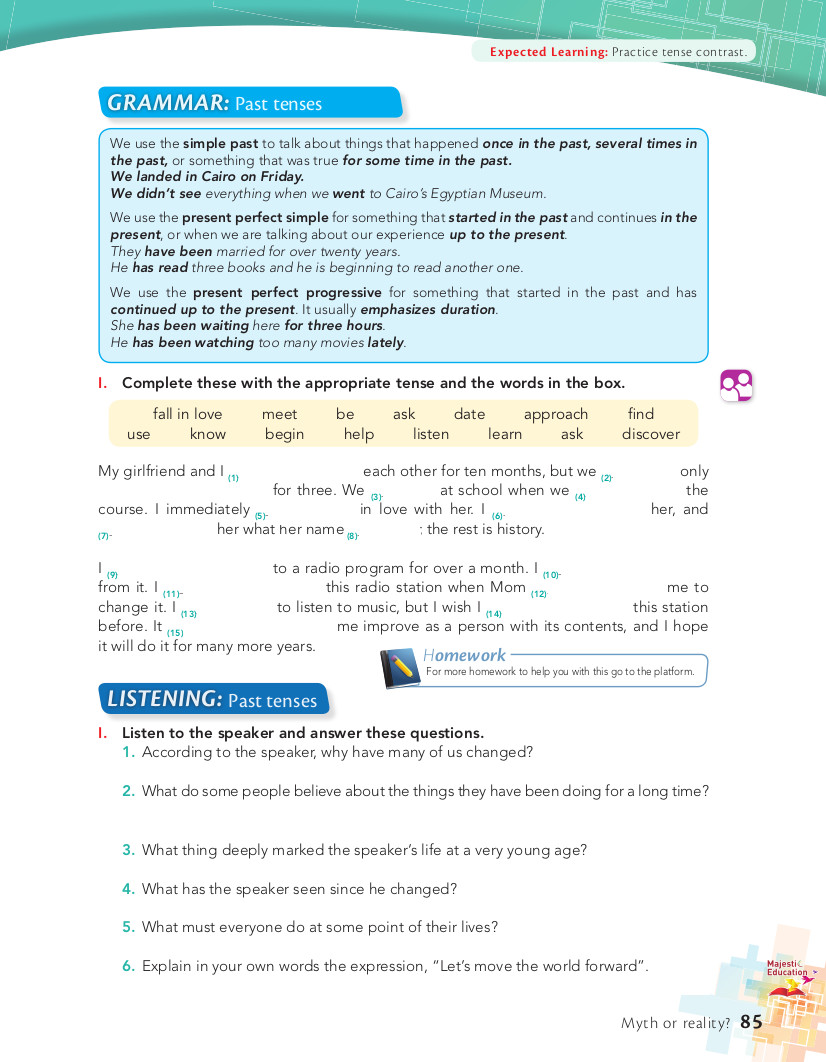 Expected Learning: Practice tense contrast.
GRAMMAR: Past tenses
We use the simple past to talk about things that happened once in the past, several times in
the past, or something that was true for some time in the past.
We landed in Cairo on Friday.
We didn't see everything when we went to Cairo's Egyptian Museum.
We use the present perfect simple for something that started in the past and continues in the
present, or when we are talking about our experience up to the present.
They have been married for over twenty years.
He has read three books and he is beginning to read another one.
We use the present perfect progressive for something that started in the past and has
continued up to the present. It usually emphasizes duration.
She has been waiting here for three hours.
He has been watching too many movies lately.
I. Complete these with the appropriate tense and the words in the box.
fall in love meet be ask date approach find
use know begin help listen learn ask discover
My girlfriend and I (1) each other for ten months, but we (2) only
for three. We (3) at school when we (4) the
course. I immediately (5) in love with her. I (6) her, and
(7) her what her name (8) : the rest is history.
I (9) to a radio program for over a month. I (10)
from it. I (11) this radio station when Mom (12) me to
change it. I (13) to listen to music, but I wish I (14) this station
before. It (15) me improve as a person with its contents, and I hope
it will do it for many more years.
Homework
For more homework to help you with this go to the platform.
LISTENING: Past tenses
I. Listen to the speaker and answer these questions.
1. According to the speaker, why have many of us changed?
2. What do some people believe about the things they have been doing for a long time?
3. What thing deeply marked the speaker's life at a very young age?
4. What has the speaker seen since he changed?
5. What must everyone do at some point of their lives?
6. Explain in your own words the expression, "Let's move the world forward".
Majestic
Education
Myth or reality? 85